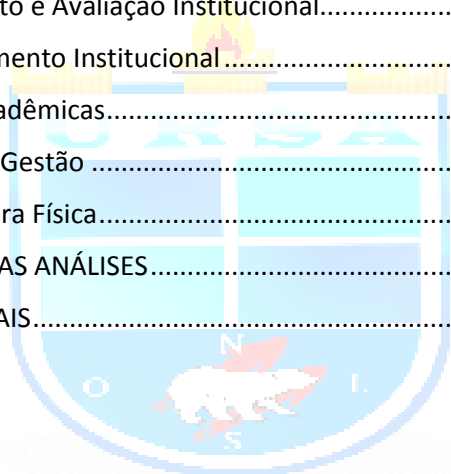 to e Avaliação Institucional
mento Institucional
adêmicas
Gestão
ra Física
AS ANÁLISES
AIS
N
O L
S